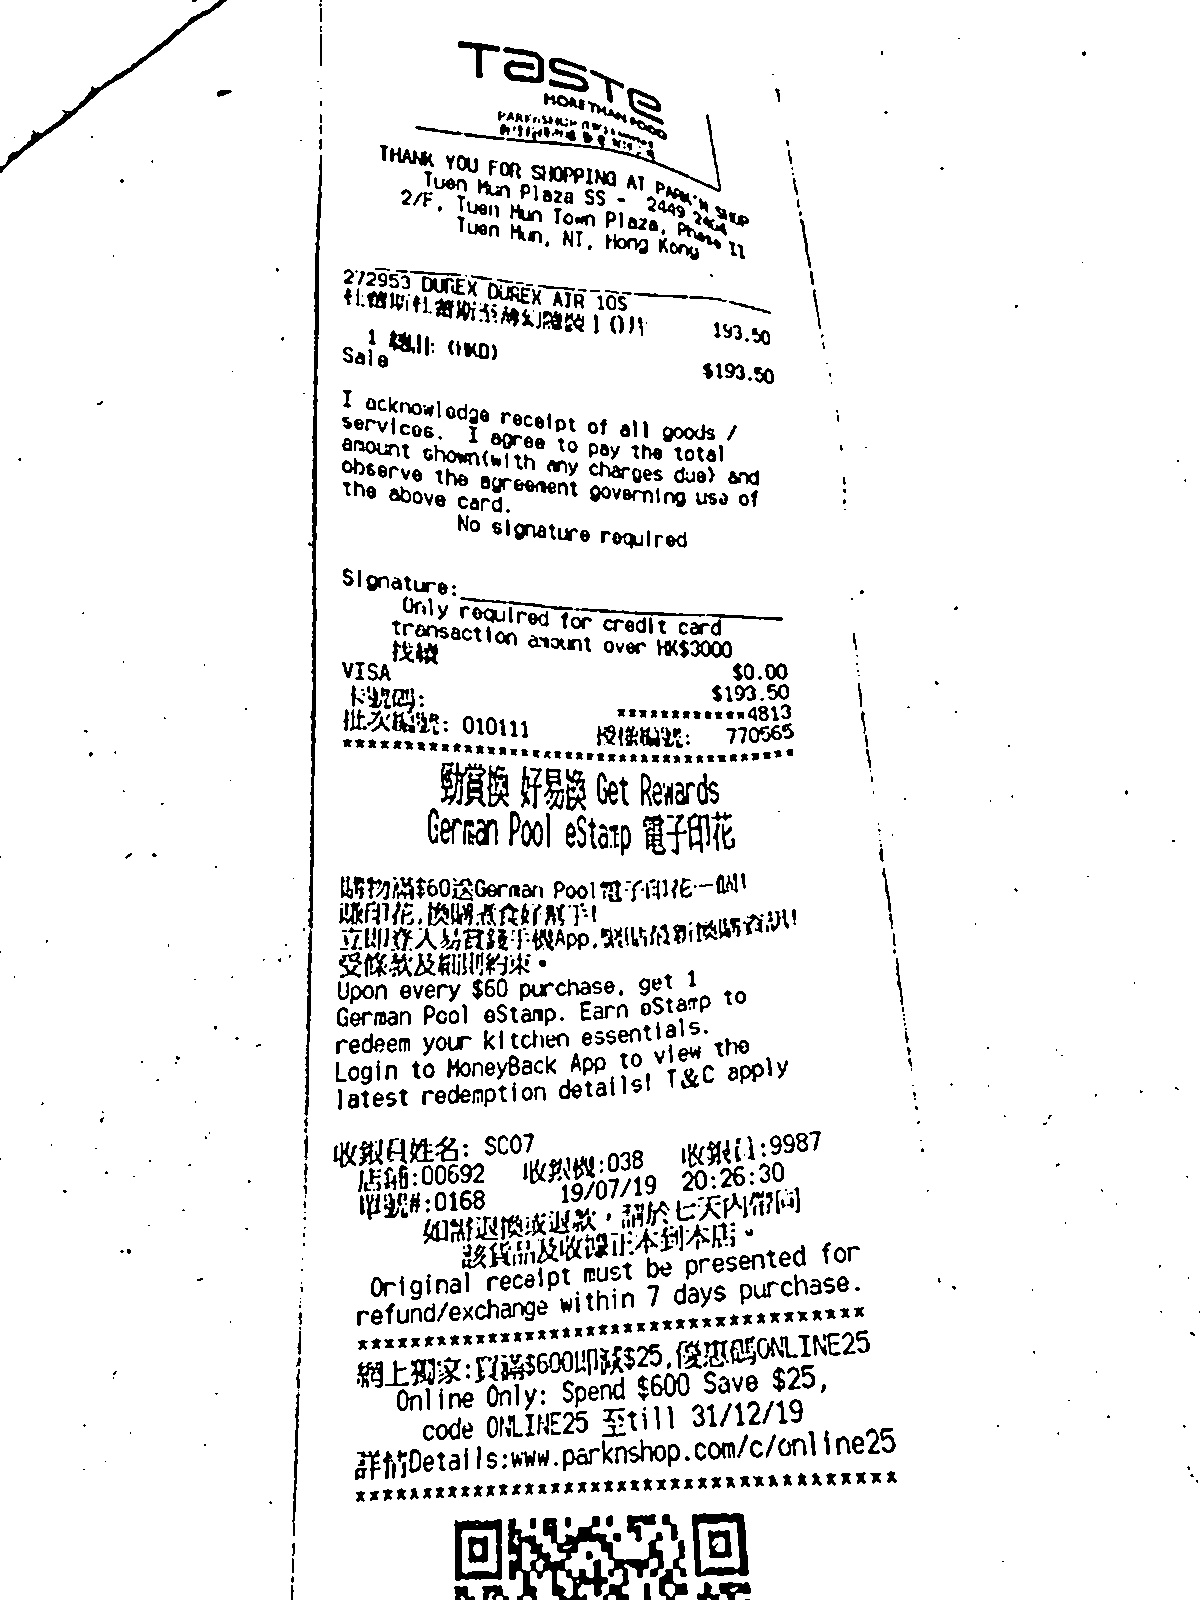 Taste
MORE THAN FOOD
THANK YOU FOR SHOPPING AT PARK'N SHOP
Tuen Mun Plaza SS - 2449 2464
2/F, Tuen Mun Town Plaza, Phase II
Tuen Mun, NT, Hong Kong
272953 DUREX DUREX AIR 10S
杜蕾斯杜蕾斯至薄幻隱裝10片 193.50
1 總計: (HKD)
Sale $193.50
I acknowledge receipt of all goods /
services. I agree to pay the total
amount shown(with any charges due) and
observe the agreement governing use of
the above card.
No signature required
Signature:
Only required for credit card
transaction amount over HK$3000
找續 $0.00
VISA $193.50
卡號碼: ************4813
批次編號: 010111 授權編號: 770565
****************************************
勁賞換 好易換 Get Rewards
German Pool eStamp 電子印花
購物滿$60送German Pool電子印花一個!
賺印花,換購煮食好幫手!
立即登入易賞錢手機App,緊貼最新換購資訊!
受條款及細則約束。
Upon every $60 purchase, get 1
German Pool eStamp. Earn eStamp to
redeem your kitchen essentials.
Login to MoneyBack App to view the
latest redemption details! T&C apply
收銀員姓名: SC07
店鋪:00692 收銀機:038 收銀員:9987
單號#:0168 19/07/19 20:26:30
如需退換或退款，請於七天內帶同
該貨品及收據正本到本店。
Original receipt must be presented for
refund/exchange within 7 days purchase.
****************************************
網上獨家:買滿$600即減$25,優惠碼ONLINE25
Online Only: Spend $600 Save $25,
code ONLINE25 至till 31/12/19
詳情Details:www.parknshop.com/c/online25
****************************************